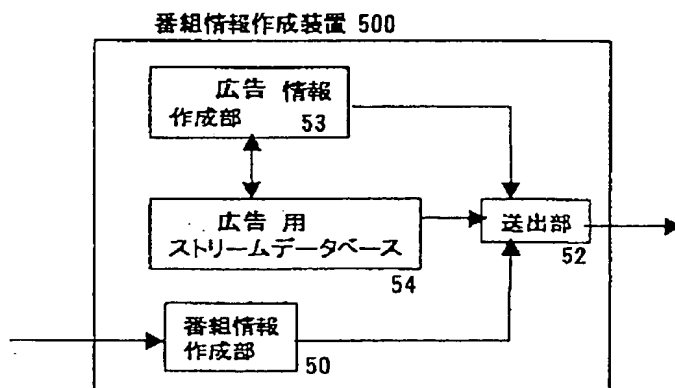 番組情報作成装置 500
広告 情報
作成部 53
広告 用
ストリームデータベース
54
送出部
52
番組情報
作成部
50